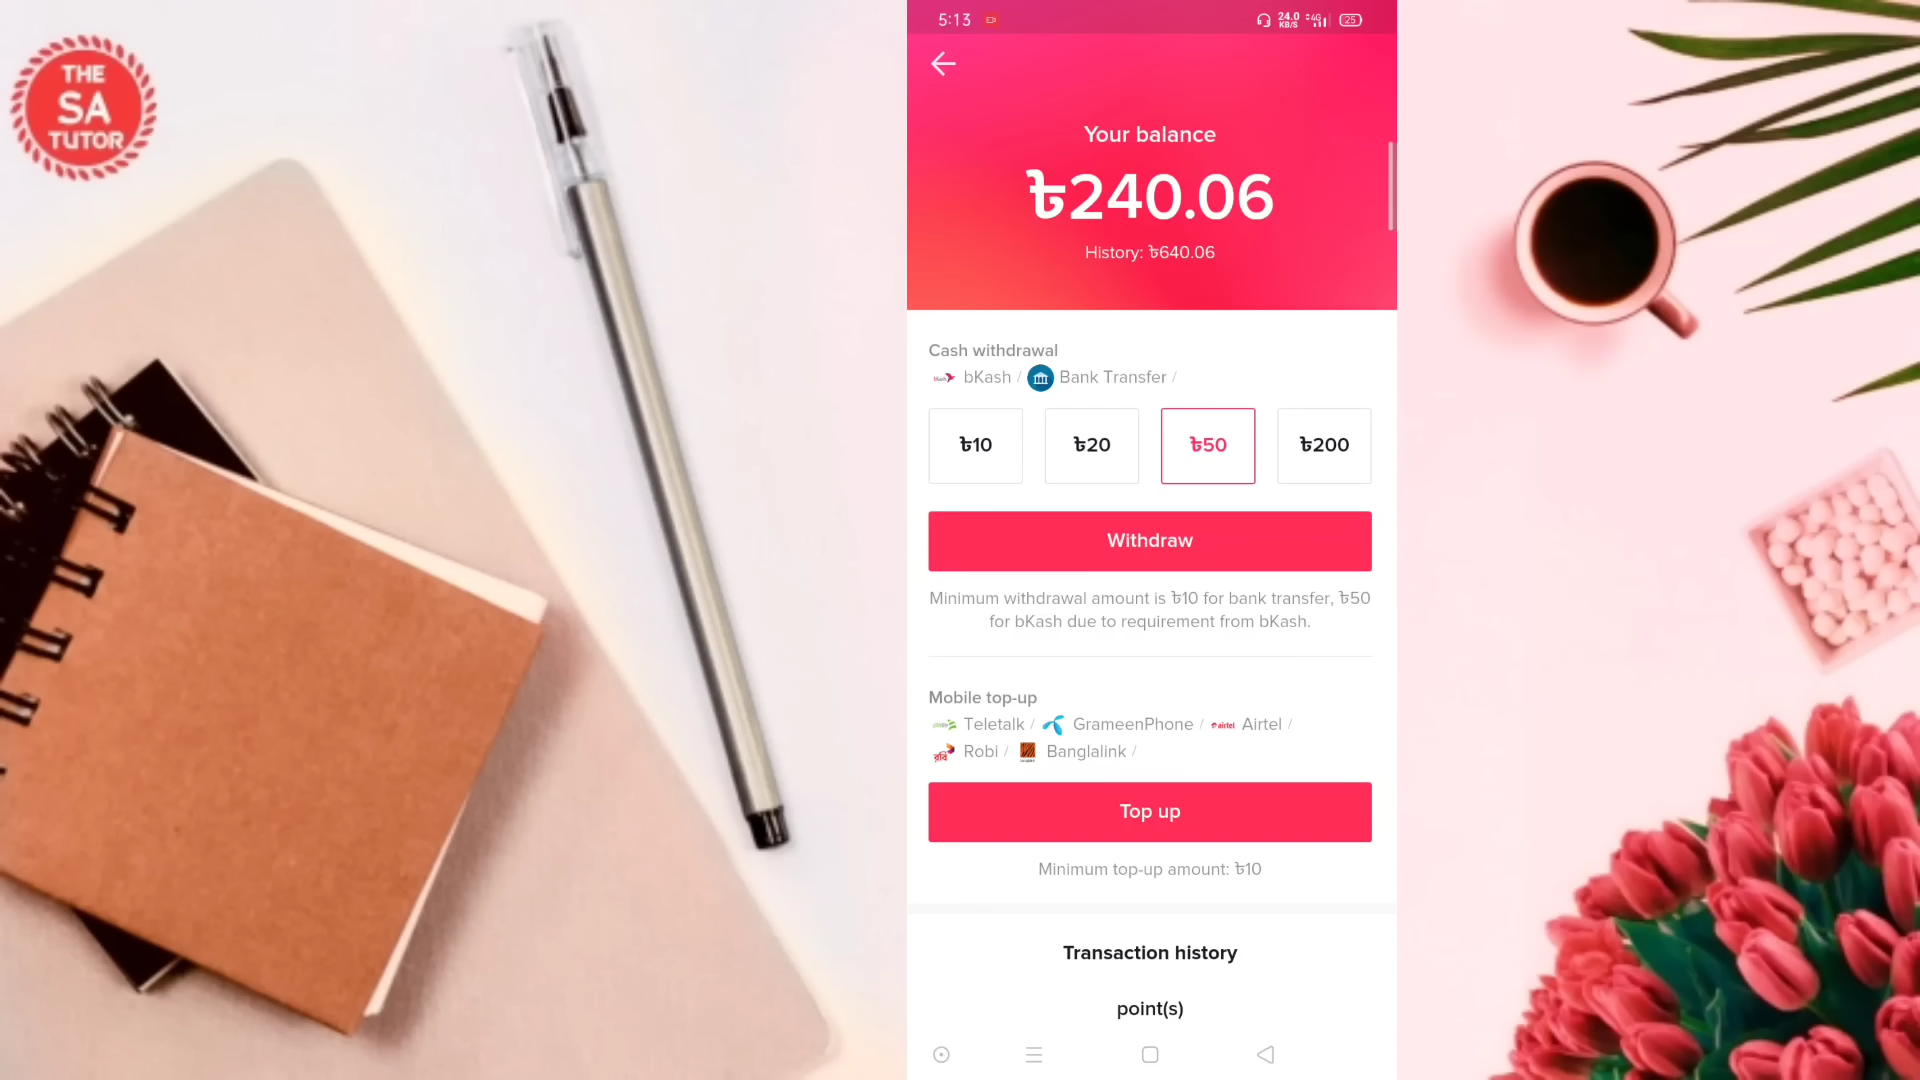 THE
SA
TUTOR
5:13
24.0
KB/S
4G
25
Your balance
৳240.06
History: ৳640.06
Cash withdrawal
bKash / Bank Transfer /
৳10
৳20
৳50
৳200
Withdraw
Minimum withdrawal amount is ৳10 for bank transfer, ৳50
for bKash due to requirement from bKash.
Mobile top-up
Teletalk / GrameenPhone / airtel Airtel /
রবি Robi / Banglalink /
Top up
Minimum top-up amount: ৳10
Transaction history
point(s)